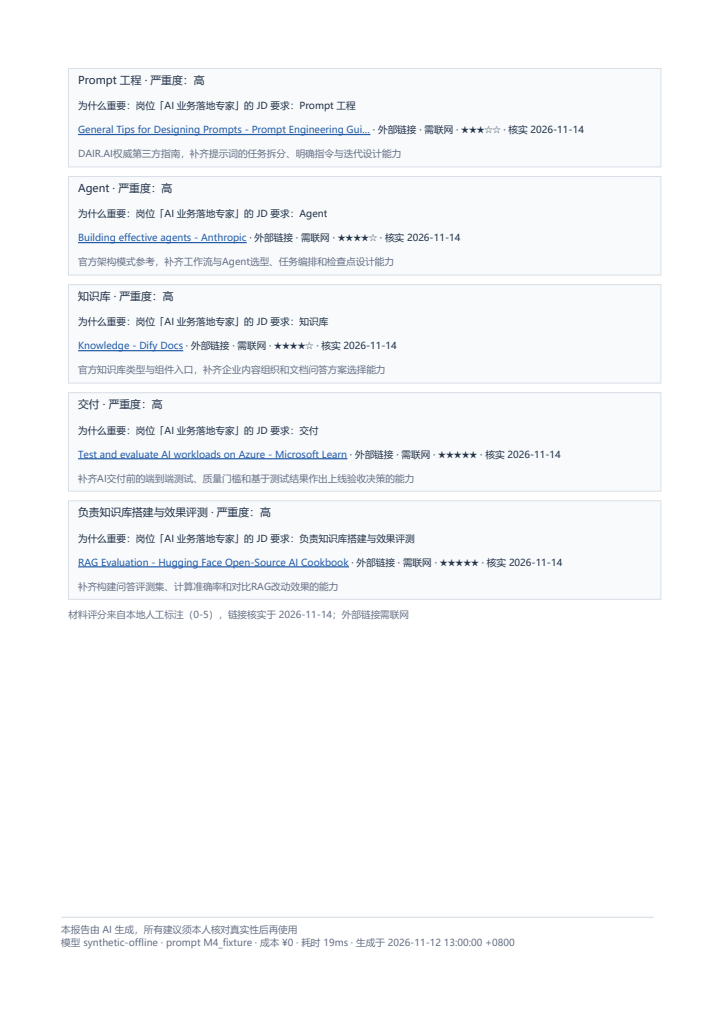 Prompt 工程 · 严重度：高
为什么重要：岗位「AI 业务落地专家」的 JD 要求：Prompt 工程
General Tips for Designing Prompts - Prompt Engineering Gui... · 外部链接 · 需联网 · ★★★☆☆ · 核实 2026-11-14
DAIR.AI权威第三方指南，补齐提示词的任务拆分、明确指令与迭代设计能力
Agent · 严重度：高
为什么重要：岗位「AI 业务落地专家」的 JD 要求：Agent
Building effective agents - Anthropic · 外部链接 · 需联网 · ★★★★☆ · 核实 2026-11-14
官方架构模式参考，补齐工作流与Agent选型、任务编排和检查点设计能力
知识库 · 严重度：高
为什么重要：岗位「AI 业务落地专家」的 JD 要求：知识库
Knowledge - Dify Docs · 外部链接 · 需联网 · ★★★★☆ · 核实 2026-11-14
官方知识库类型与组件入口，补齐企业内容组织和文档问答方案选择能力
交付 · 严重度：高
为什么重要：岗位「AI 业务落地专家」的 JD 要求：交付
Test and evaluate AI workloads on Azure - Microsoft Learn · 外部链接 · 需联网 · ★★★★★ · 核实 2026-11-14
补齐AI交付前的端到端测试、质量门槛和基于测试结果作出上线验收决策的能力
负责知识库搭建与效果评测 · 严重度：高
为什么重要：岗位「AI 业务落地专家」的 JD 要求：负责知识库搭建与效果评测
RAG Evaluation - Hugging Face Open-Source AI Cookbook · 外部链接 · 需联网 · ★★★★★ · 核实 2026-11-14
补齐构建问答评测集、计算准确率和对比RAG改动效果的能力
材料评分来自本地人工标注（0-5），链接核实于 2026-11-14；外部链接需联网
本报告由 AI 生成，所有建议须本人核对真实性后再使用
模型 synthetic-offline · prompt M4_fixture · 成本 ¥0 · 耗时 19ms · 生成于 2026-11-12 13:00:00 +0800